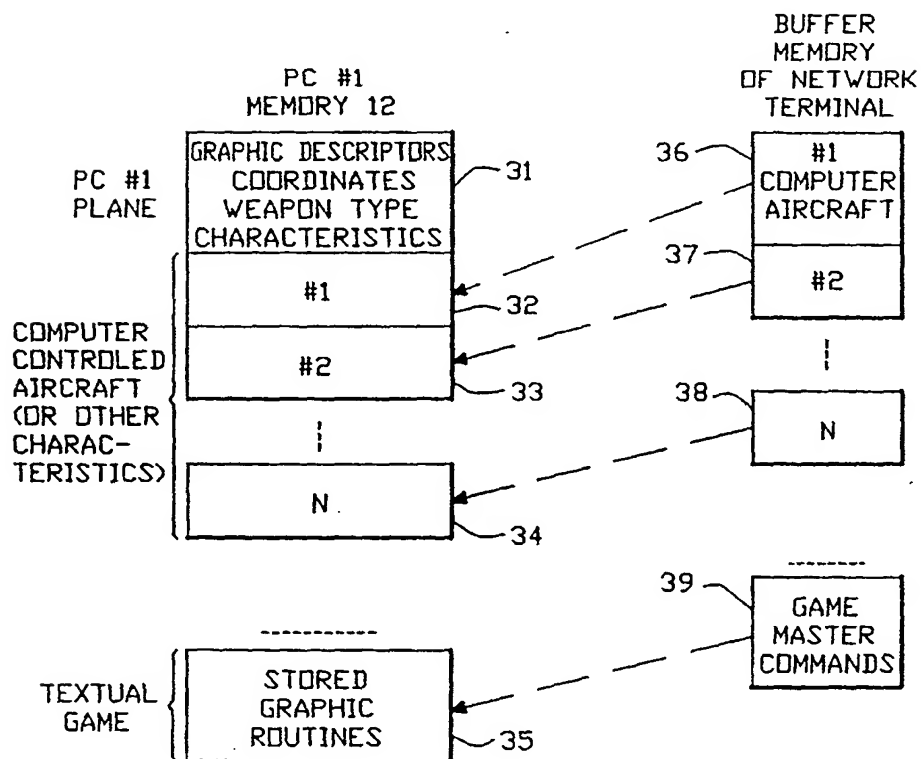 PC #1
MEMORY 12
BUFFER
MEMORY
OF NETWORK
TERMINAL
PC #1
PLANE
GRAPHIC DESCRIPTORS
COORDINATES
WEAPON TYPE
CHARACTERISTICS
31
36
#1
COMPUTER
AIRCRAFT
COMPUTER
CONTROLED
AIRCRAFT
(OR OTHER
CHARAC-
TERISTICS)
#1
32
37
#2
#2
33
38
N
N
34
39
GAME
MASTER
COMMANDS
TEXTUAL
GAME
STORED
GRAPHIC
ROUTINES
35